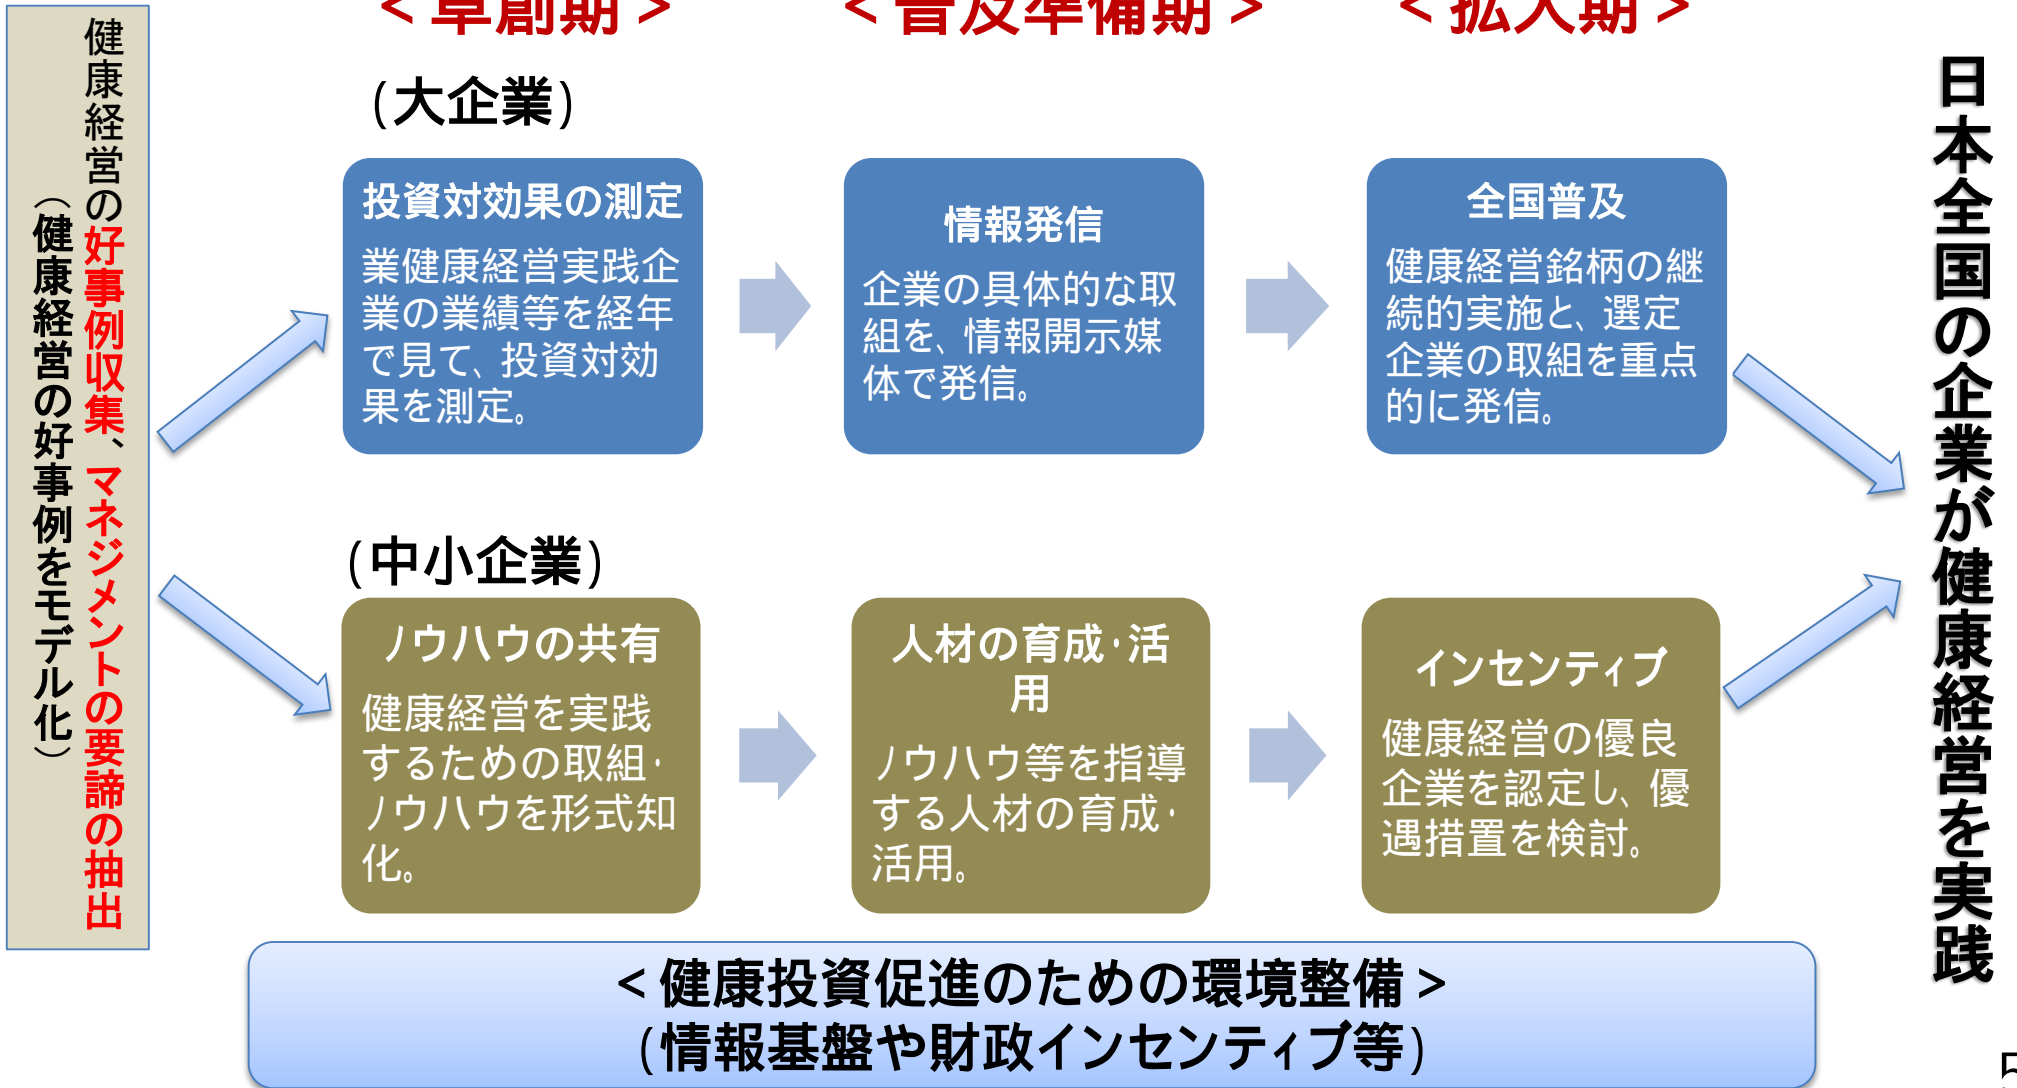 ＜草創期＞
＜普及準備期＞
＜拡大期＞
健康経営の好事例収集、マネジメントの要諦の抽出
（健康経営の好事例をモデル化）
(大企業)
投資対効果の測定
業健康経営実践企
業の業績等を経年
で見て、投資対効
果を測定。
情報発信
企業の具体的な取
組を、情報開示媒
体で発信。
全国普及
健康経営銘柄の継
続的実施と、選定
企業の取組を重点
的に発信。
(中小企業)
ノウハウの共有
健康経営を実践
するための取組・
ノウハウを形式知
化。
人材の育成・活
用
ノウハウ等を指導
する人材の育成・
活用。
インセンティブ
健康経営の優良
企業を認定し、優
遇措置を検討。
日本全国の企業が健康経営を実践
＜健康投資促進のための環境整備＞
(情報基盤や財政インセンティブ等)
5